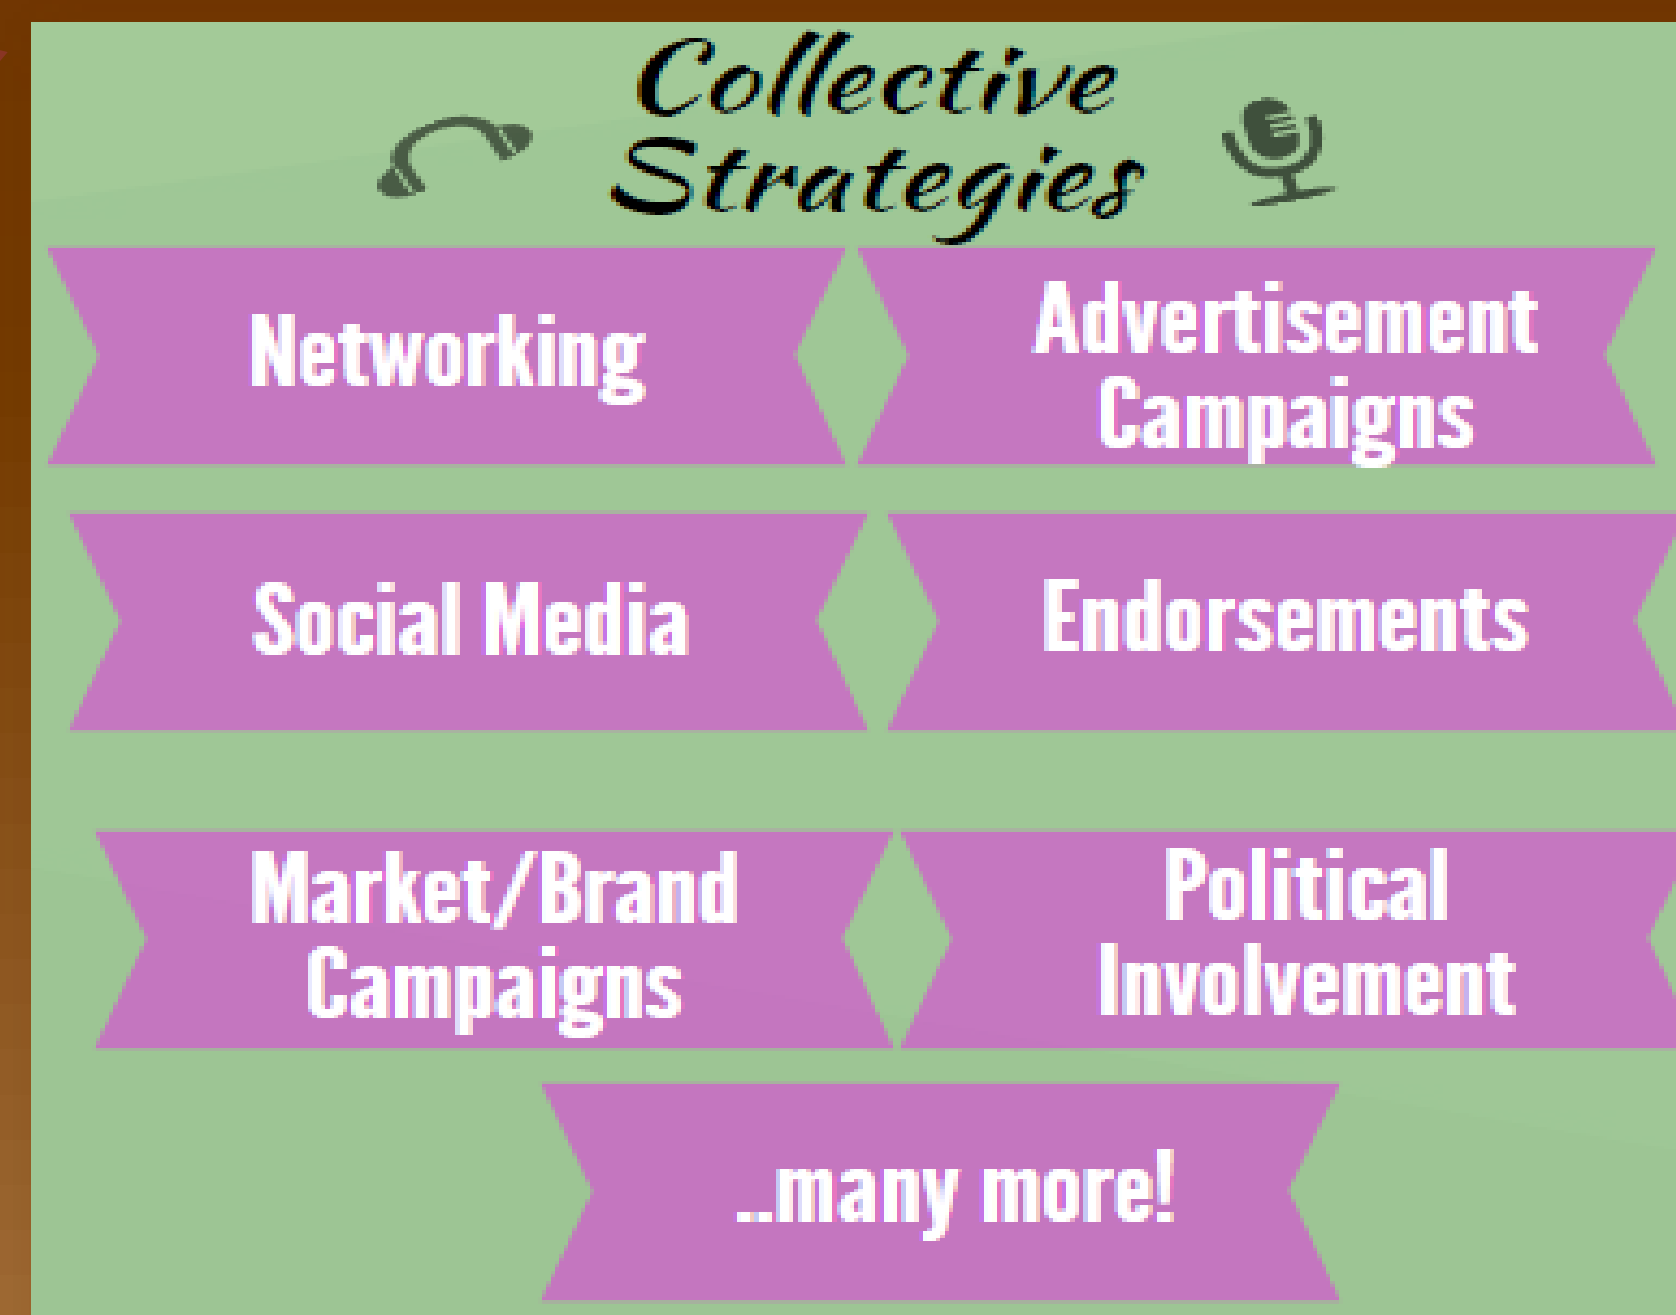 Collective
Strategies
Networking
Advertisement
Campaigns
Social Media
Endorsements
Market/Brand
Campaigns
Political
Involvement
..many more!